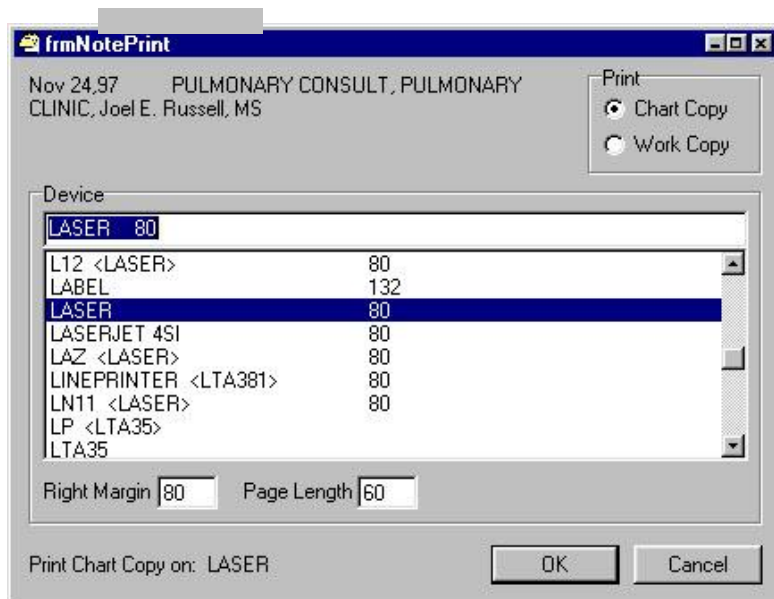 frmNotePrint
Nov 24,97 PULMONARY CONSULT, PULMONARY
CLINIC, Joel E. Russell, MS
Print
Chart Copy
Work Copy
Device
LASER 80
L12 <LASER> 80
LABEL 132
LASER 80
LASERJET 4SI 80
LAZ <LASER> 80
LINEPRINTER <LTA381> 80
LN11 <LASER> 80
LP <LTA35>
LTA35
Right Margin 80 Page Length 60
Print Chart Copy on: LASER OK Cancel